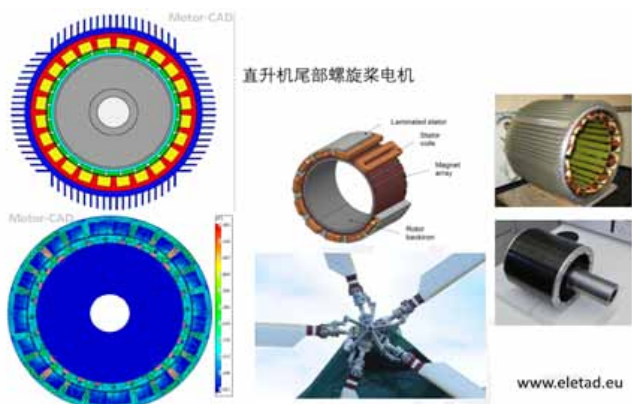 Motor-CAD
直升机尾部螺旋桨电机
Laminated stator
Stator
coils
Magnet
array
Rotor
backiron
Motor-CAD
www.eletad.eu